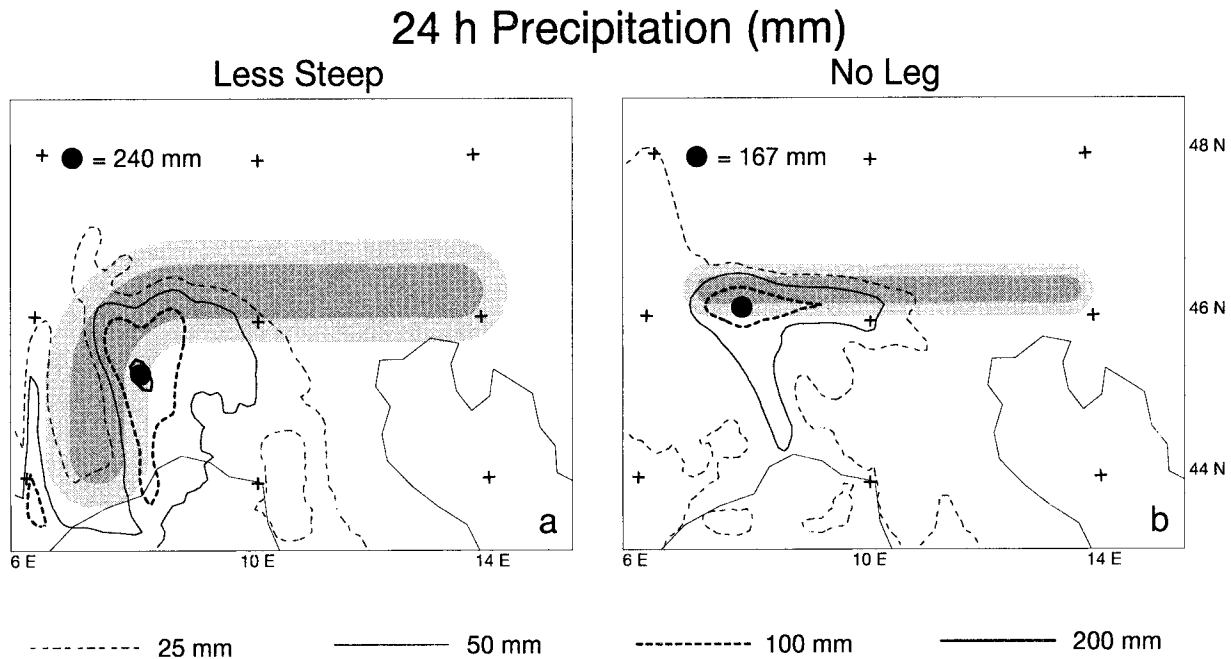 24 h Precipitation (mm)
Less Steep
No Leg
= 240 mm
= 167 mm
48 N
46 N
44 N
a
b
6 E
10 E
14 E
6 E
10 E
14 E
25 mm
50 mm
100 mm
200 mm